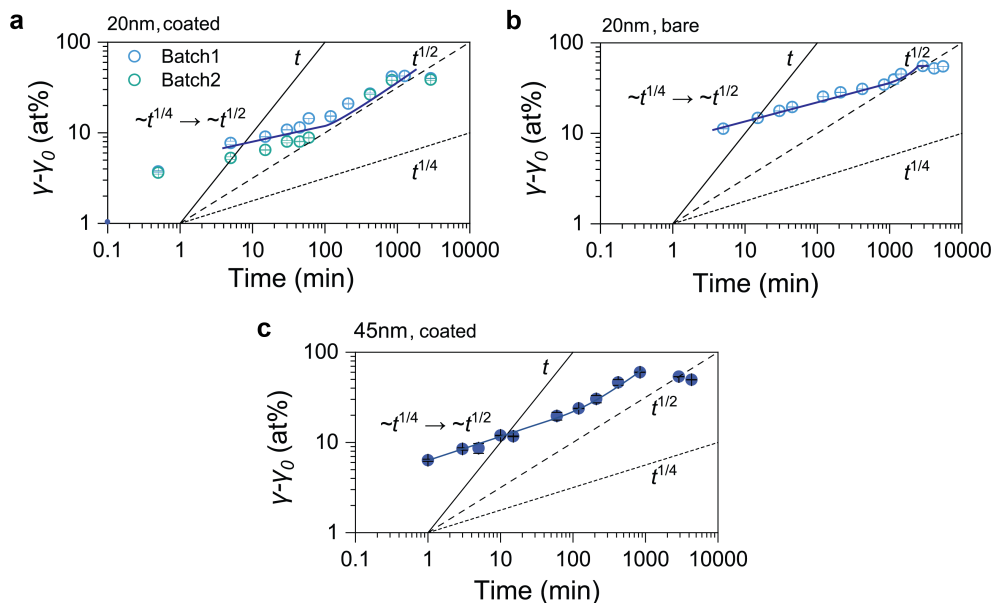 a 20nm, coated
100
10
1
γ-γ0 (at%)
Batch1
Batch2
~t1/4 → ~t1/2
t
t1/2
t1/4
0.1 1 10 100 1000 10000
Time (min)
b 20nm, bare
100
10
1
γ-γ0 (at%)
~t1/4 → ~t1/2
t
t1/2
t1/4
0.1 1 10 100 1000 10000
Time (min)
c 45nm, coated
100
10
1
γ-γ0 (at%)
~t1/4 → ~t1/2
t
t1/2
t1/4
0.1 1 10 100 1000 10000
Time (min)